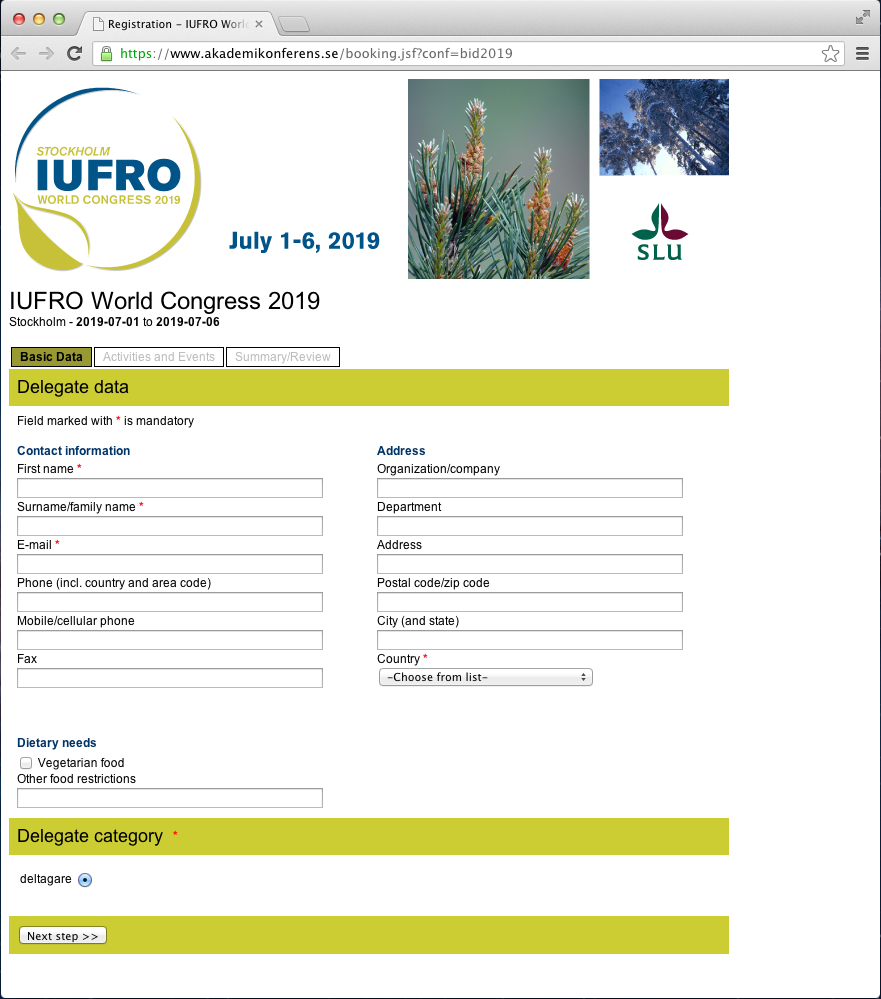 Registration – IUFRO Worl
https://www.akademikonferens.se/booking.jsf?conf=bid2019
STOCKHOLM
IUFRO
WORLD CONGRESS 2019
July 1-6, 2019
SLU
IUFRO World Congress 2019
Stockholm - 2019-07-01 to 2019-07-06
Basic Data Activities and Events Summary/Review
Delegate data
Field marked with * is mandatory
Contact information
First name *
Surname/family name *
E-mail *
Phone (incl. country and area code)
Mobile/cellular phone
Fax
Address
Organization/company
Department
Address
Postal code/zip code
City (and state)
Country *
-Choose from list-
Dietary needs
Vegetarian food
Other food restrictions
Delegate category *
deltagare
Next step >>